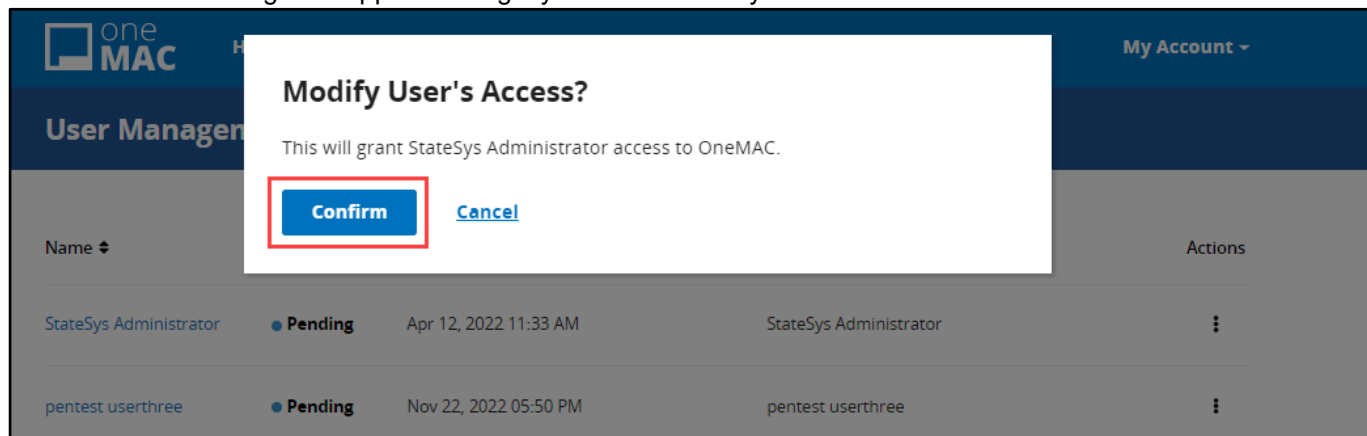 one
MAC
My Account
Modify User's Access?
User Managem
This will grant StateSys Administrator access to OneMAC.
Confirm
Cancel
Name
Actions
StateSys Administrator Pending Apr 12, 2022 11:33 AM StateSys Administrator
pentest userthree Pending Nov 22, 2022 05:50 PM pentest userthree